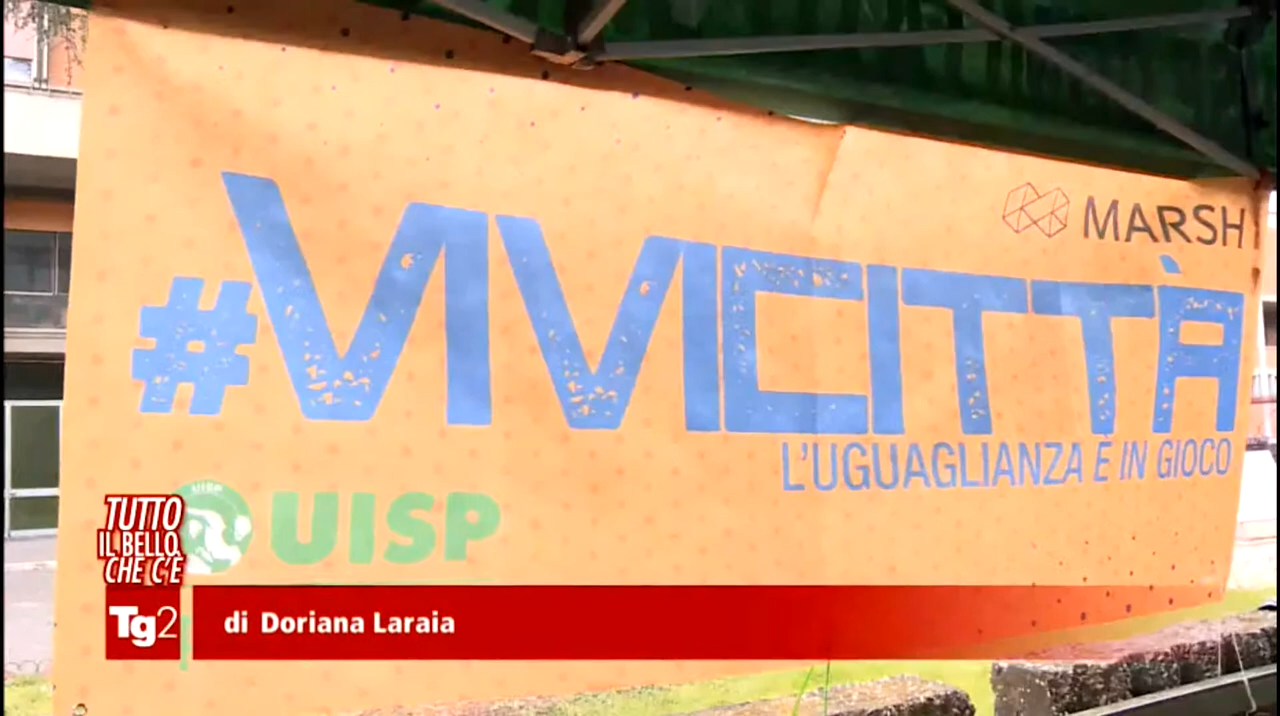 MARSH
#VIVICITTÀ
L'UGUAGLIANZA È IN GIOCO
UISP
UISP
TUTTO
IL BELLO
CHE C'È
Tg2
di Doriana Laraia